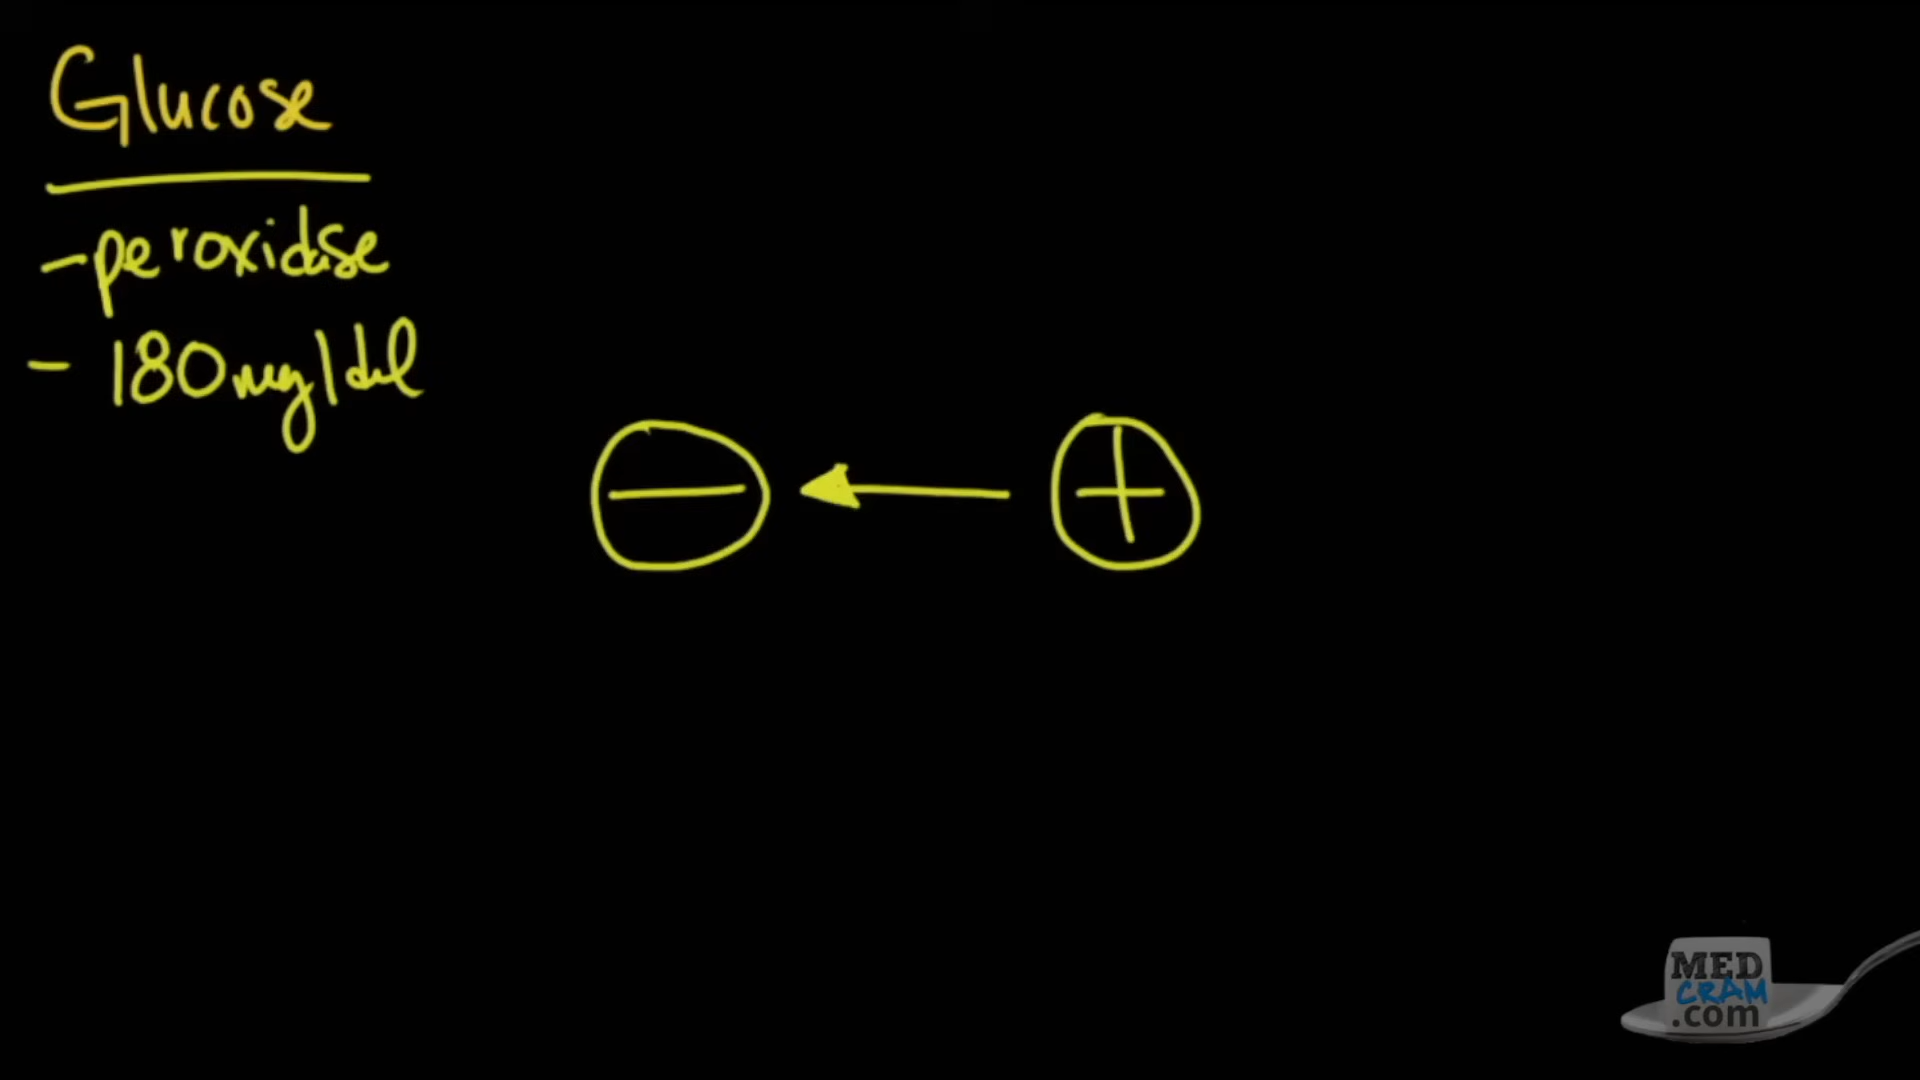 Glucose
- peroxidase
- 180mg/dl
− +
MED
CRAM
.com